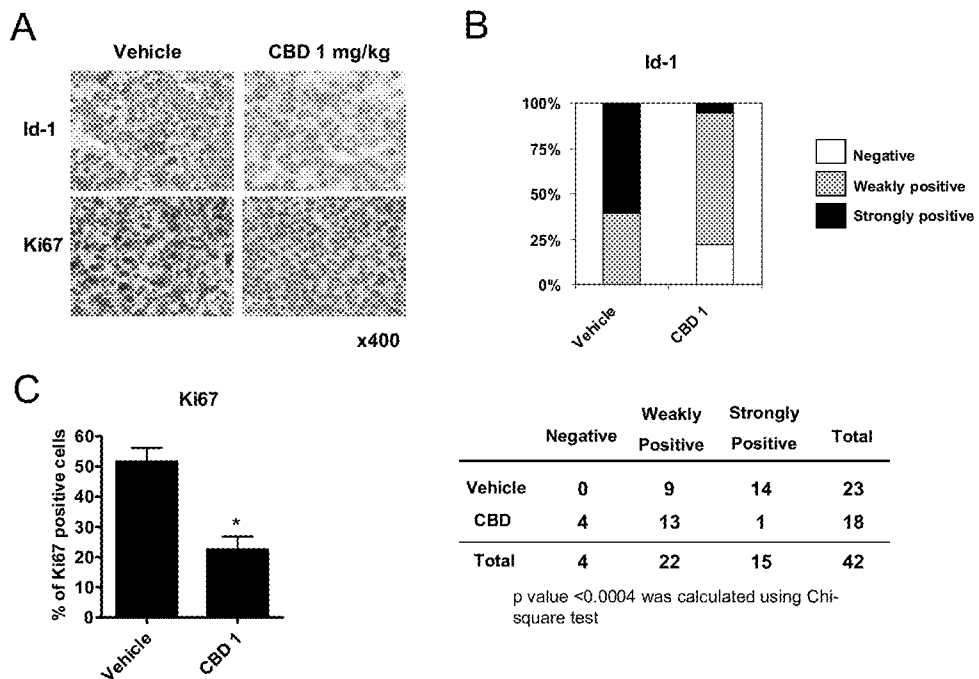 A
Vehicle CBD 1 mg/kg
Id-1
Ki67
x400
B
Id-1
100%
75%
50%
25%
0%
Vehicle
CBD 1
Negative
Weakly positive
Strongly positive
C
Ki67
% of Ki67 positive cells
60
50
40
30
20
10
0
*
Vehicle
CBD 1
Negative Weakly Positive Strongly Positive Total
Vehicle 0 9 14 23
CBD 4 13 1 18
Total 4 22 15 42
p value <0.0004 was calculated using Chi-
square test